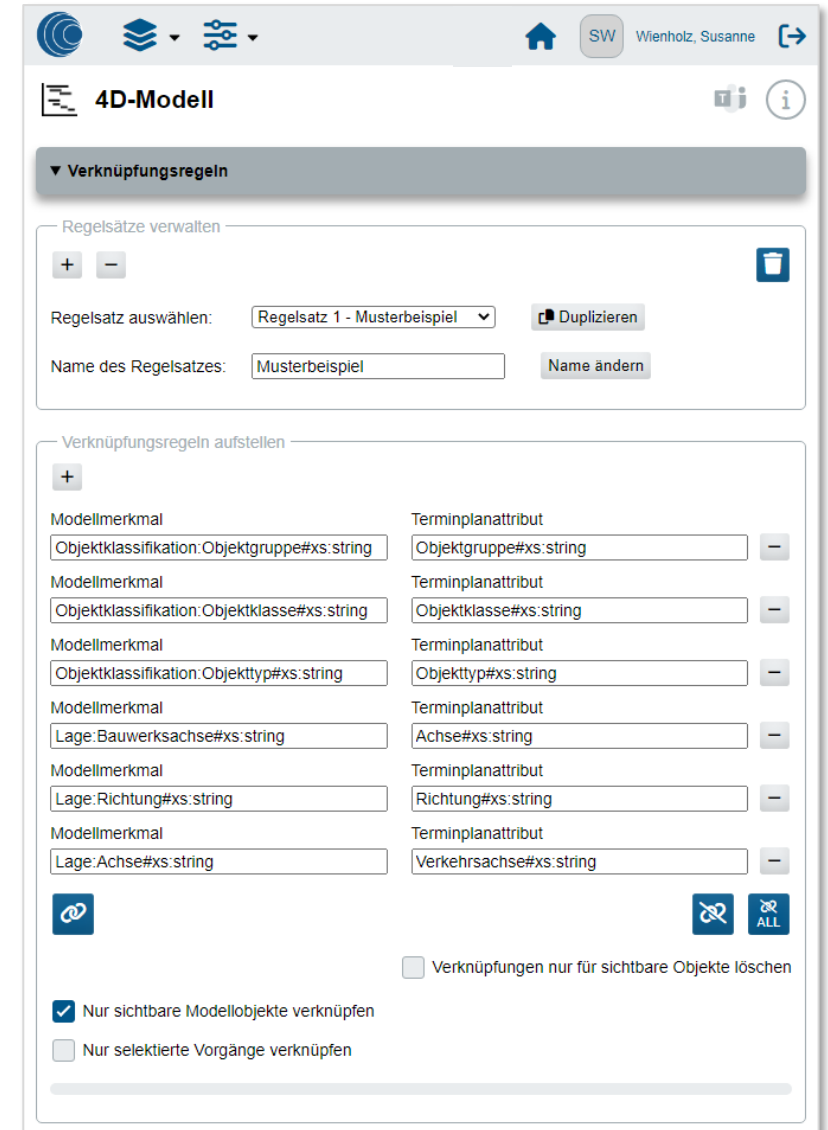 SW Wienholz, Susanne
4D-Modell
T i
▼ Verknüpfungsregeln
Regelsätze verwalten
+ −
Regelsatz auswählen: Regelsatz 1 - Musterbeispiel Duplizieren
Name des Regelsatzes: Musterbeispiel Name ändern
Verknüpfungsregeln aufstellen
+
Modellmerkmal Terminplanattribut
Objektklassifikation:Objektgruppe#xs:string Objektgruppe#xs:string −
Modellmerkmal Terminplanattribut
Objektklassifikation:Objektklasse#xs:string Objektklasse#xs:string −
Modellmerkmal Terminplanattribut
Objektklassifikation:Objekttyp#xs:string Objekttyp#xs:string −
Modellmerkmal Terminplanattribut
Lage:Bauwerksachse#xs:string Achse#xs:string −
Modellmerkmal Terminplanattribut
Lage:Richtung#xs:string Richtung#xs:string −
Modellmerkmal Terminplanattribut
Lage:Achse#xs:string Verkehrsachse#xs:string −
ALL
Verknüpfungen nur für sichtbare Objekte löschen
Nur sichtbare Modellobjekte verknüpfen
Nur selektierte Vorgänge verknüpfen